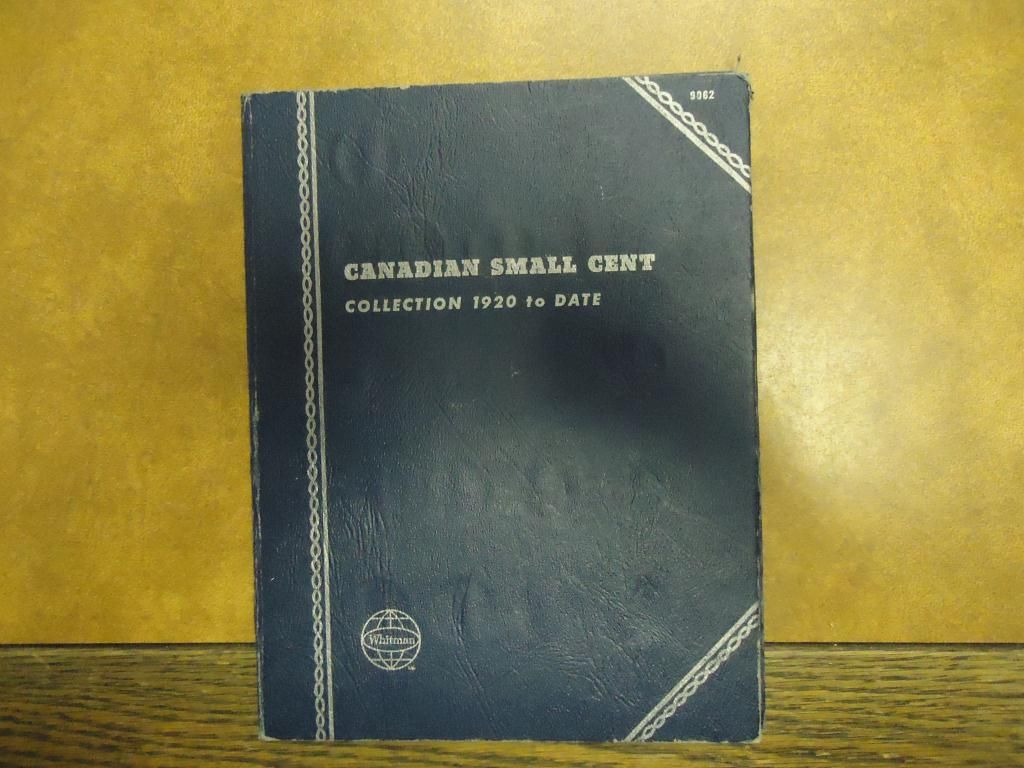 9062
CANADIAN SMALL CENT
COLLECTION 1920 to DATE
Whitman